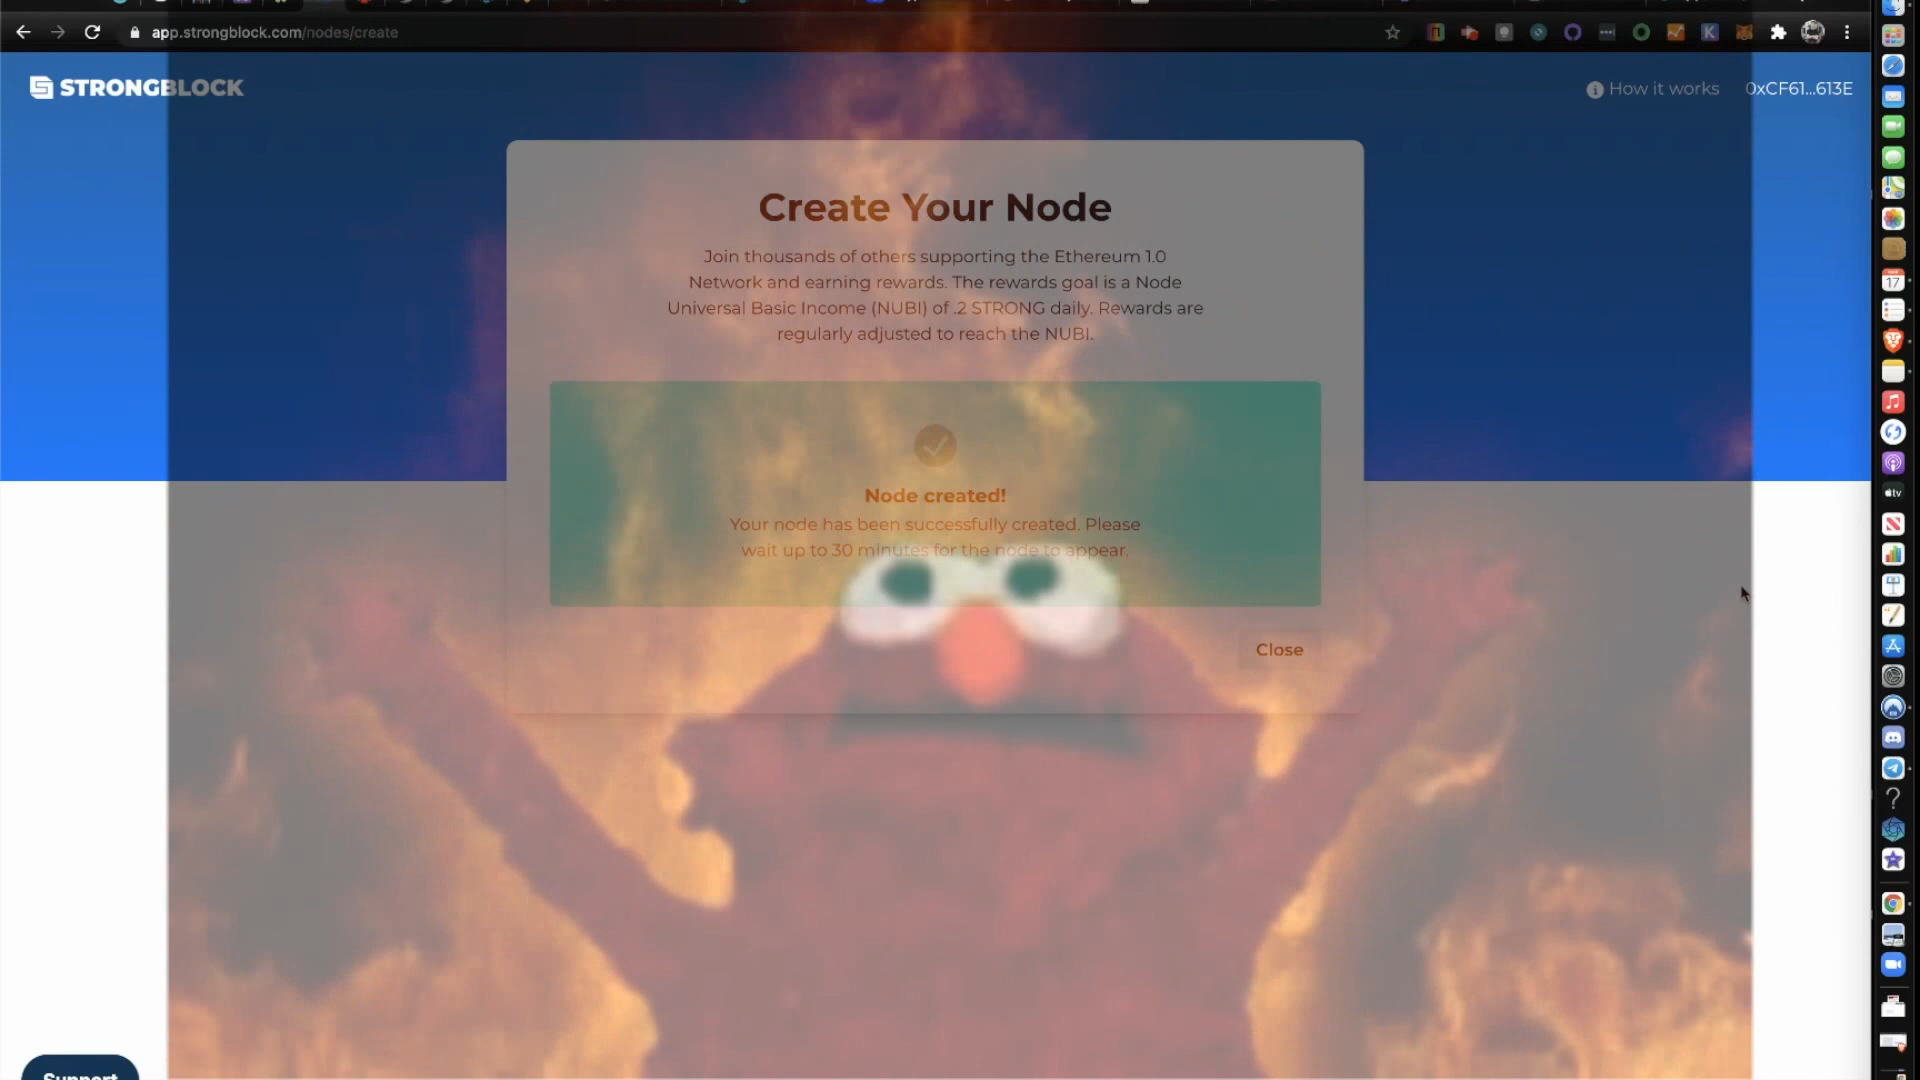 app.strongblock.com/nodes/create
STRONGBLOCK
How it works
0xCF61...613E
Create Your Node
Join thousands of others supporting the Ethereum 1.0
Network and earning rewards. The rewards goal is a Node
Universal Basic Income (NUBI) of .2 STRONG daily. Rewards are
regularly adjusted to reach the NUBI.
Node created!
Your node has been successfully created. Please
wait up to 30 minutes for the node to appear.
Close
17
tv
Support